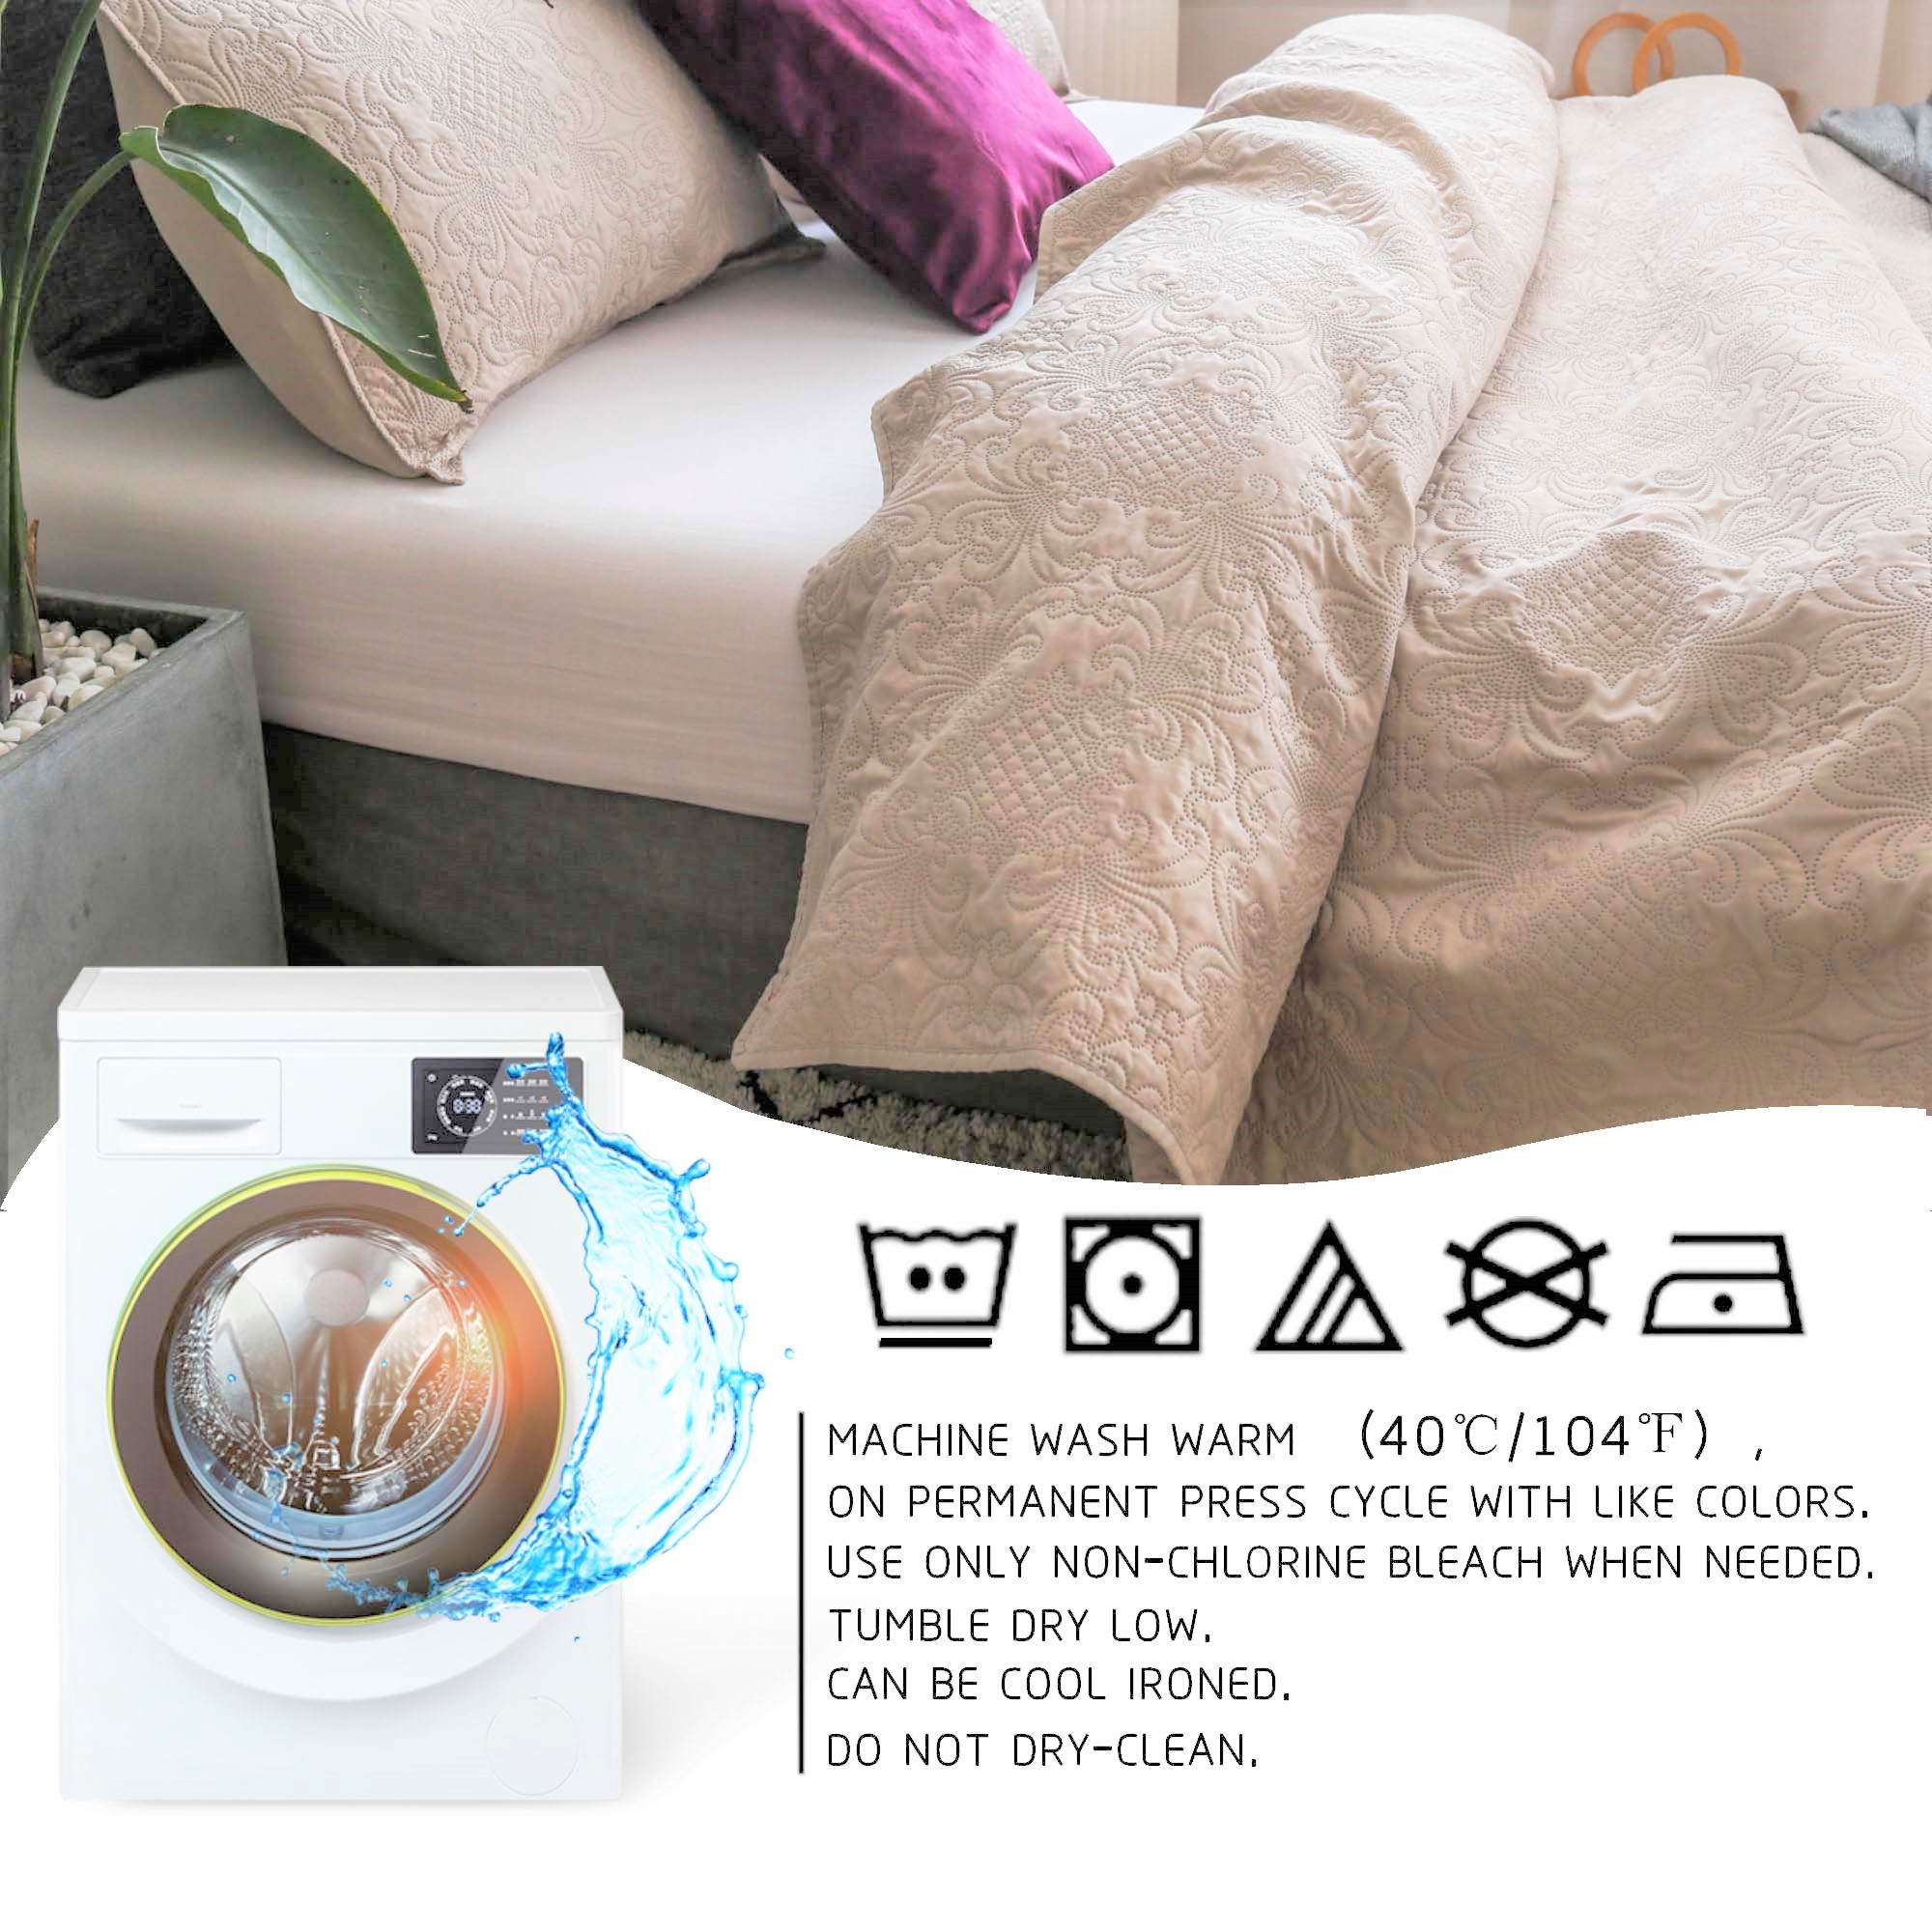 MACHINE WASH WARM (40℃/104℉) ,
ON PERMANENT PRESS CYCLE WITH LIKE COLORS.
USE ONLY NON-CHLORINE BLEACH WHEN NEEDED.
TUMBLE DRY LOW.
CAN BE COOL IRONED.
DO NOT DRY-CLEAN.